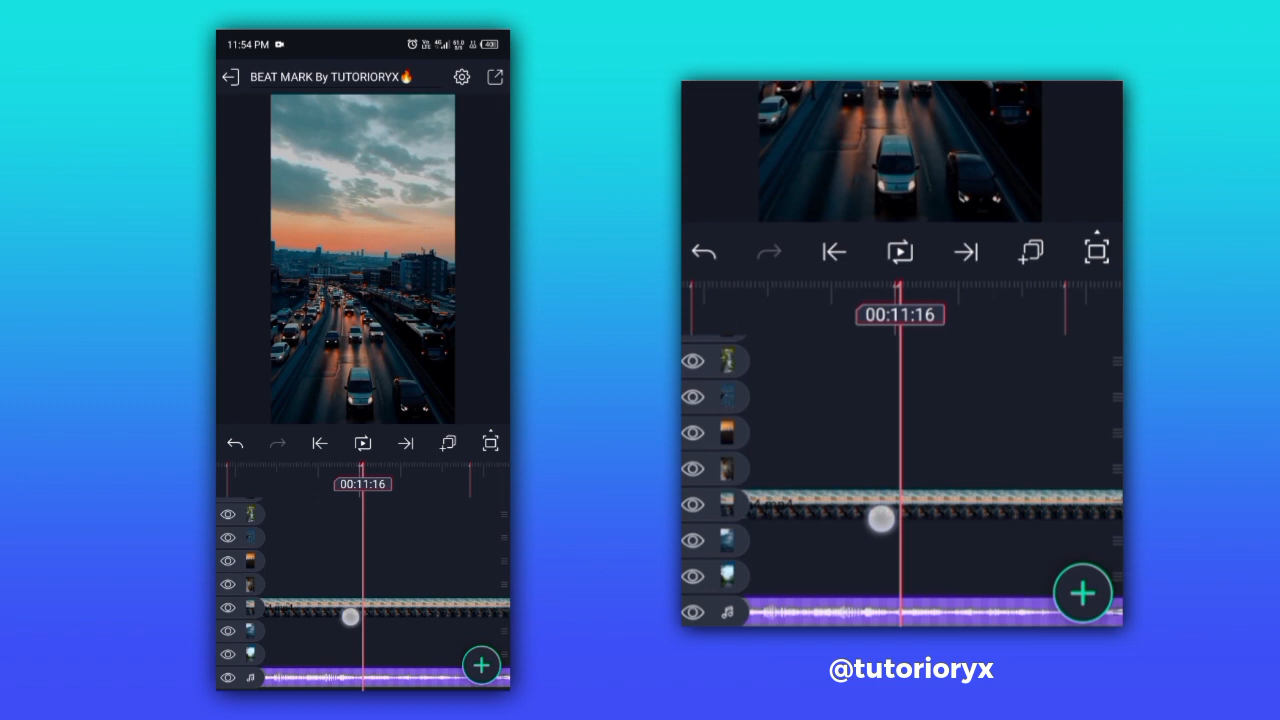 11:54 PM
BEAT MARK By TUTORIORYX🔥
00:11:16
00:11:16
@tutorioryx